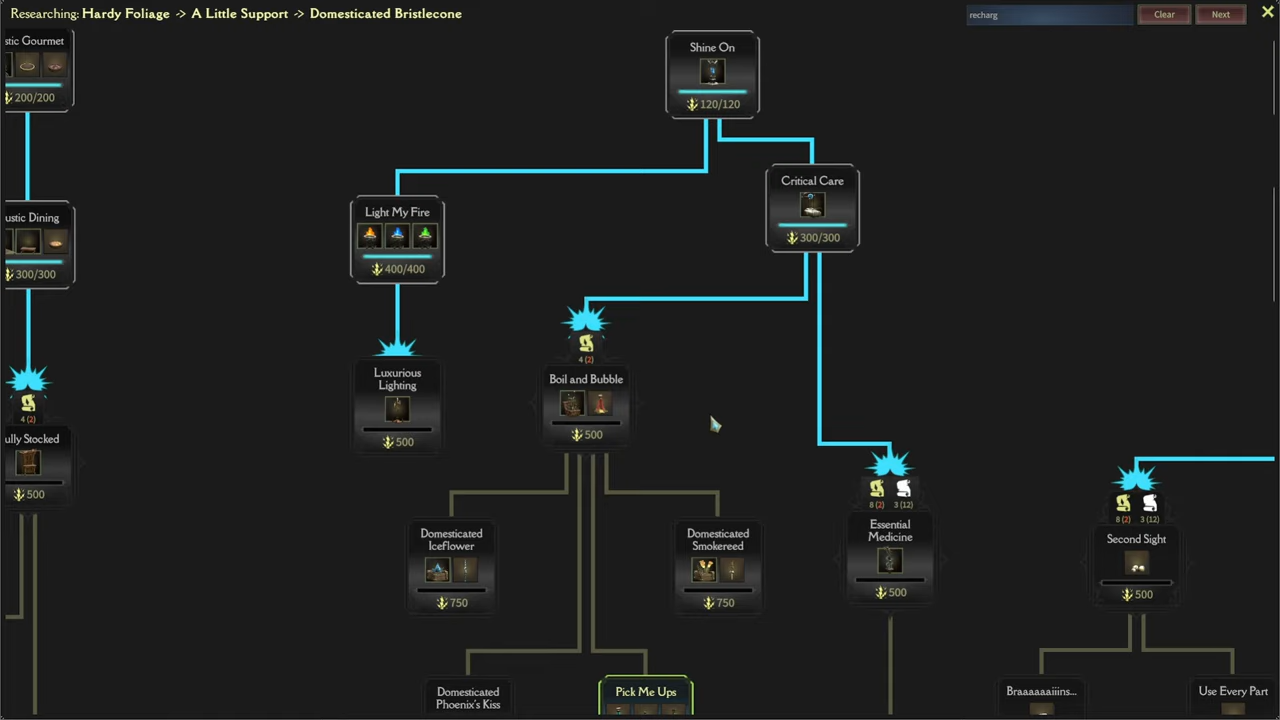 Researching: Hardy Foliage -> A Little Support -> Domesticated Bristlecone
recharg
Clear
Next
stic Gourmet
200/200
Shine On
120/120
Critical Care
300/300
Light My Fire
400/400
ustic Dining
300/300
4 (2)
Luxurious
Lighting
500
Boil and Bubble
500
4 (2)
ully Stocked
500
8 (2)
3 (12)
Essential
Medicine
500
8 (2)
3 (12)
Second Sight
500
Domesticated
Iceflower
750
Domesticated
Smokereed
750
Domesticated
Phoenix's Kiss
Pick Me Ups
Braaaaaaiiins...
Use Every Part